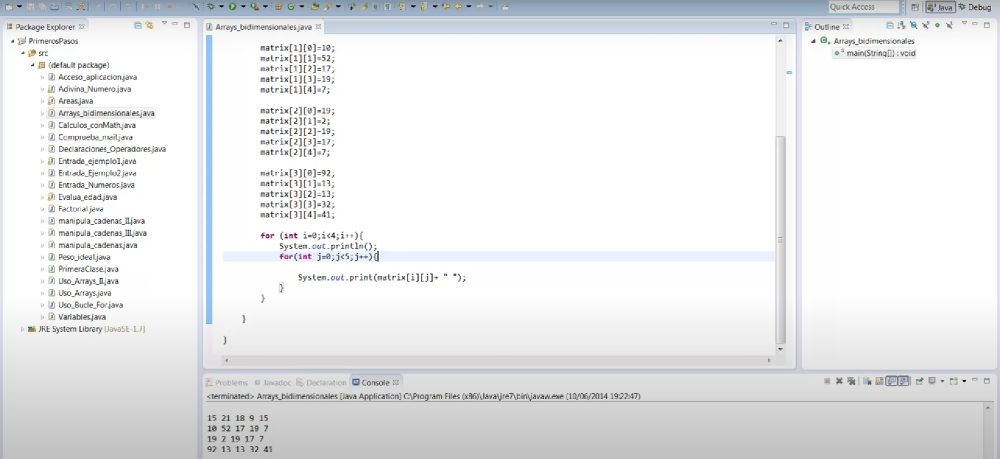 Quick Access
Java
Debug
Package Explorer
PrimerosPasos
src
(default package)
Acceso_aplicacion.java
Adivina_Numero.java
Areas.java
Arrays_bidimensionales.java
Calculos_conMath.java
Comprueba_mail.java
Declaraciones_Operadores.java
Entrada_ejemplo1.java
Entrada_Ejemplo2.java
Entrada_Numeros.java
Evalua_edad.java
Factorial.java
manipula_cadenas_II.java
manipula_cadenas_III.java
manipula_cadenas.java
Peso_ideal.java
PrimeraClase.java
Uso_Arrays_II.java
Uso_Arrays.java
Uso_Bucle_For.java
Variables.java
JRE System Library [JavaSE-1.7]
Arrays_bidimensionales.java
matrix[1][0]=10;
matrix[1][1]=52;
matrix[1][2]=17;
matrix[1][3]=19;
matrix[1][4]=7;
matrix[2][0]=19;
matrix[2][1]=2;
matrix[2][2]=19;
matrix[2][3]=17;
matrix[2][4]=7;
matrix[3][0]=92;
matrix[3][1]=13;
matrix[3][2]=13;
matrix[3][3]=32;
matrix[3][4]=41;
for (int i=0;i<4;i++){
System.out.println();
for(int j=0;j<5;j++){
System.out.print(matrix[i][j]+ " ");
}
}
}
}
Outline
Arrays_bidimensionales
main(String[]) : void
Problems
Javadoc
Declaration
Console
<terminated> Arrays_bidimensionales [Java Application] C:\Program Files (x86)\Java\jre7\bin\javaw.exe (10/06/2014 19:22:47)
15 21 18 9 15
10 52 17 19 7
19 2 19 17 7
92 13 13 32 41